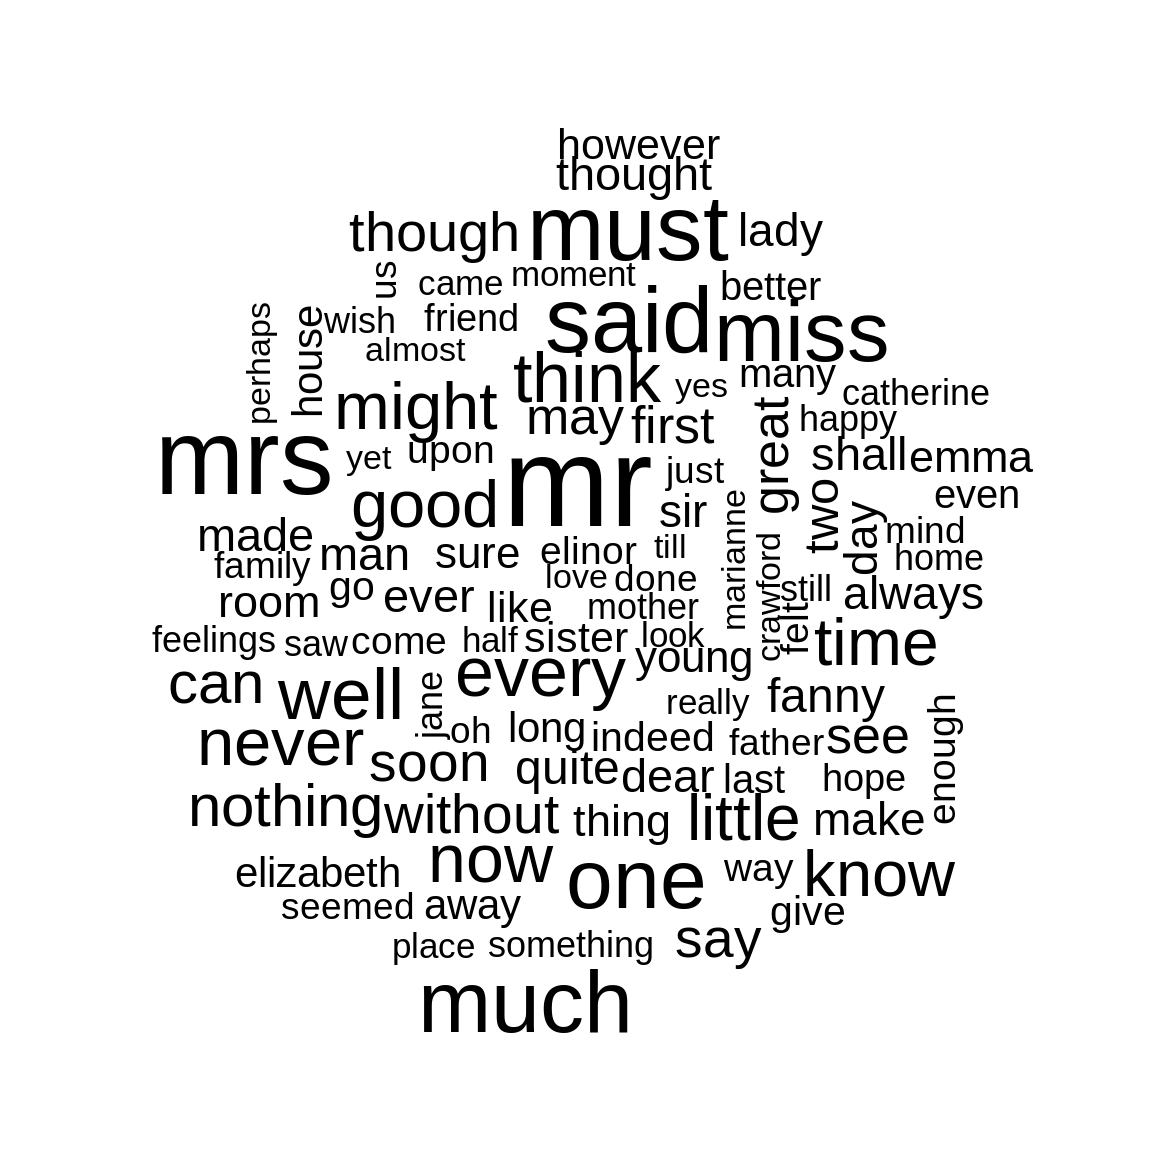 however
thought
though must lady
us came moment better
said miss
perhaps house wish friend
almost think yes many catherine
might may first great happy
mrs yet upon mr just shall emma
good sir two even
made marianne day mind
family man sure elinor till crawford home
room go ever love done still always
like mother felt
feelings saw come half sister look time
can well jane every young
really fanny
never oh long indeed father see enough
soon quite dear last hope
nothing without thing little make
elizabeth now one way know
seemed away give
place something say
much